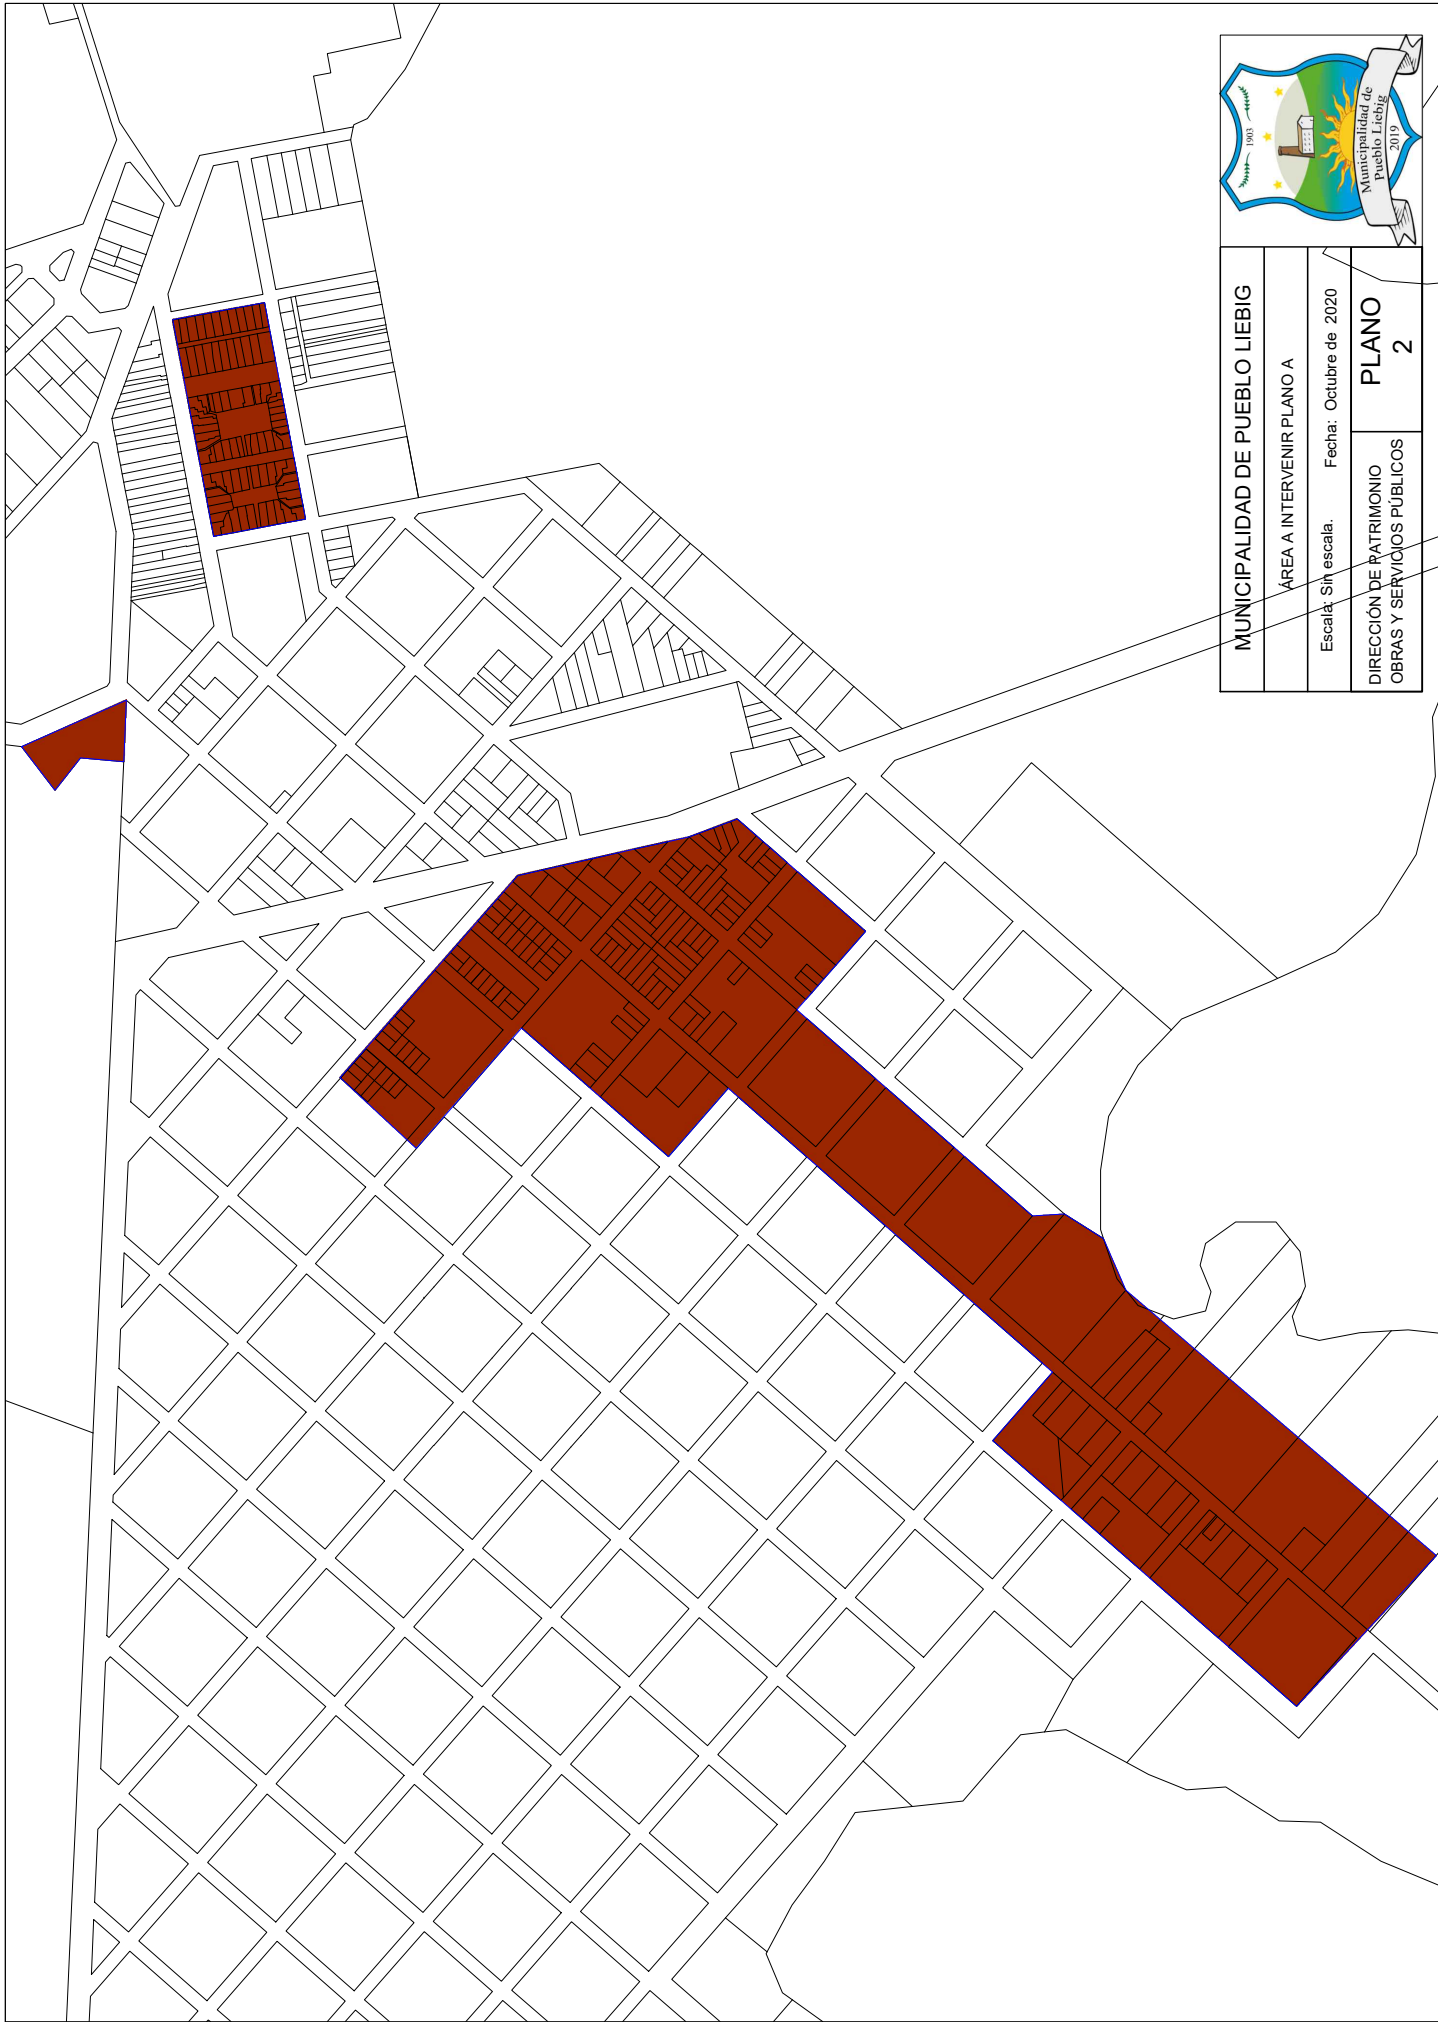 1903
Municipalidad de
Pueblo Liebig
2019
MUNICIPALIDAD DE PUEBLO LIEBIG
ÁREA A INTERVENIR PLANO A
Escala: Sin escala. Fecha: Octubre de 2020
DIRECCIÓN DE PATRIMONIO
OBRAS Y SERVICIOS PÚBLICOS
PLANO
2